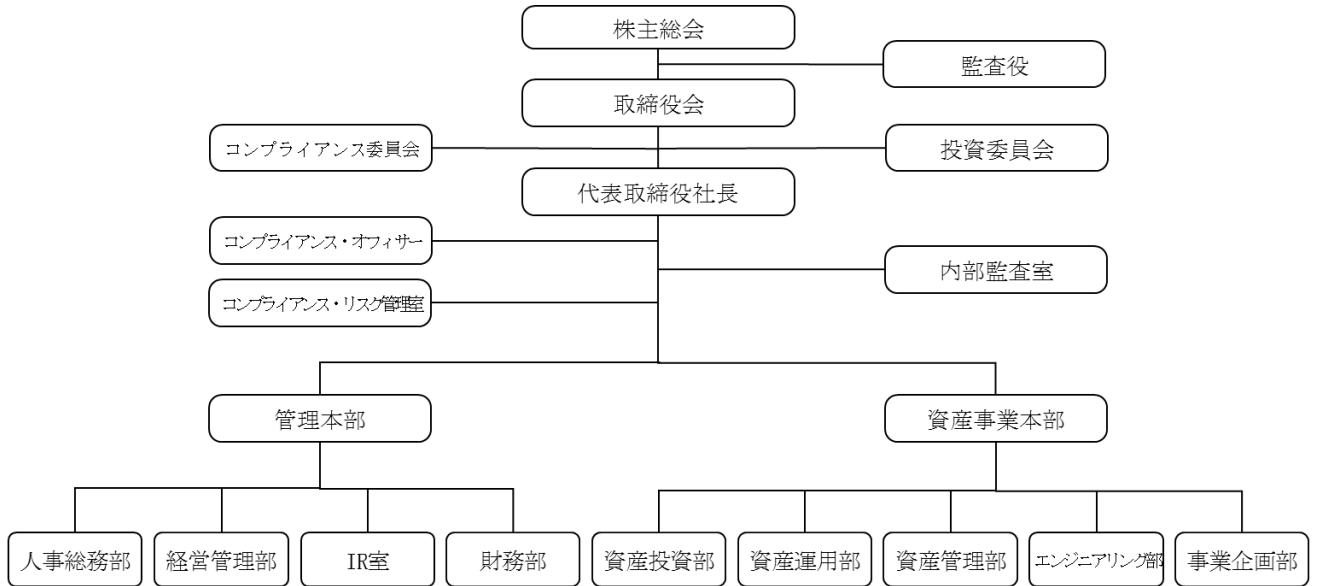 株主総会
監査役
取締役会
コンプライアンス委員会
投資委員会
代表取締役社長
コンプライアンス・オフィサー
内部監査室
コンプライアンス・リスク管理室
管理本部
資産事業本部
人事総務部
経営管理部
IR室
財務部
資産投資部
資産運用部
資産管理部
エンジニアリング部
事業企画部